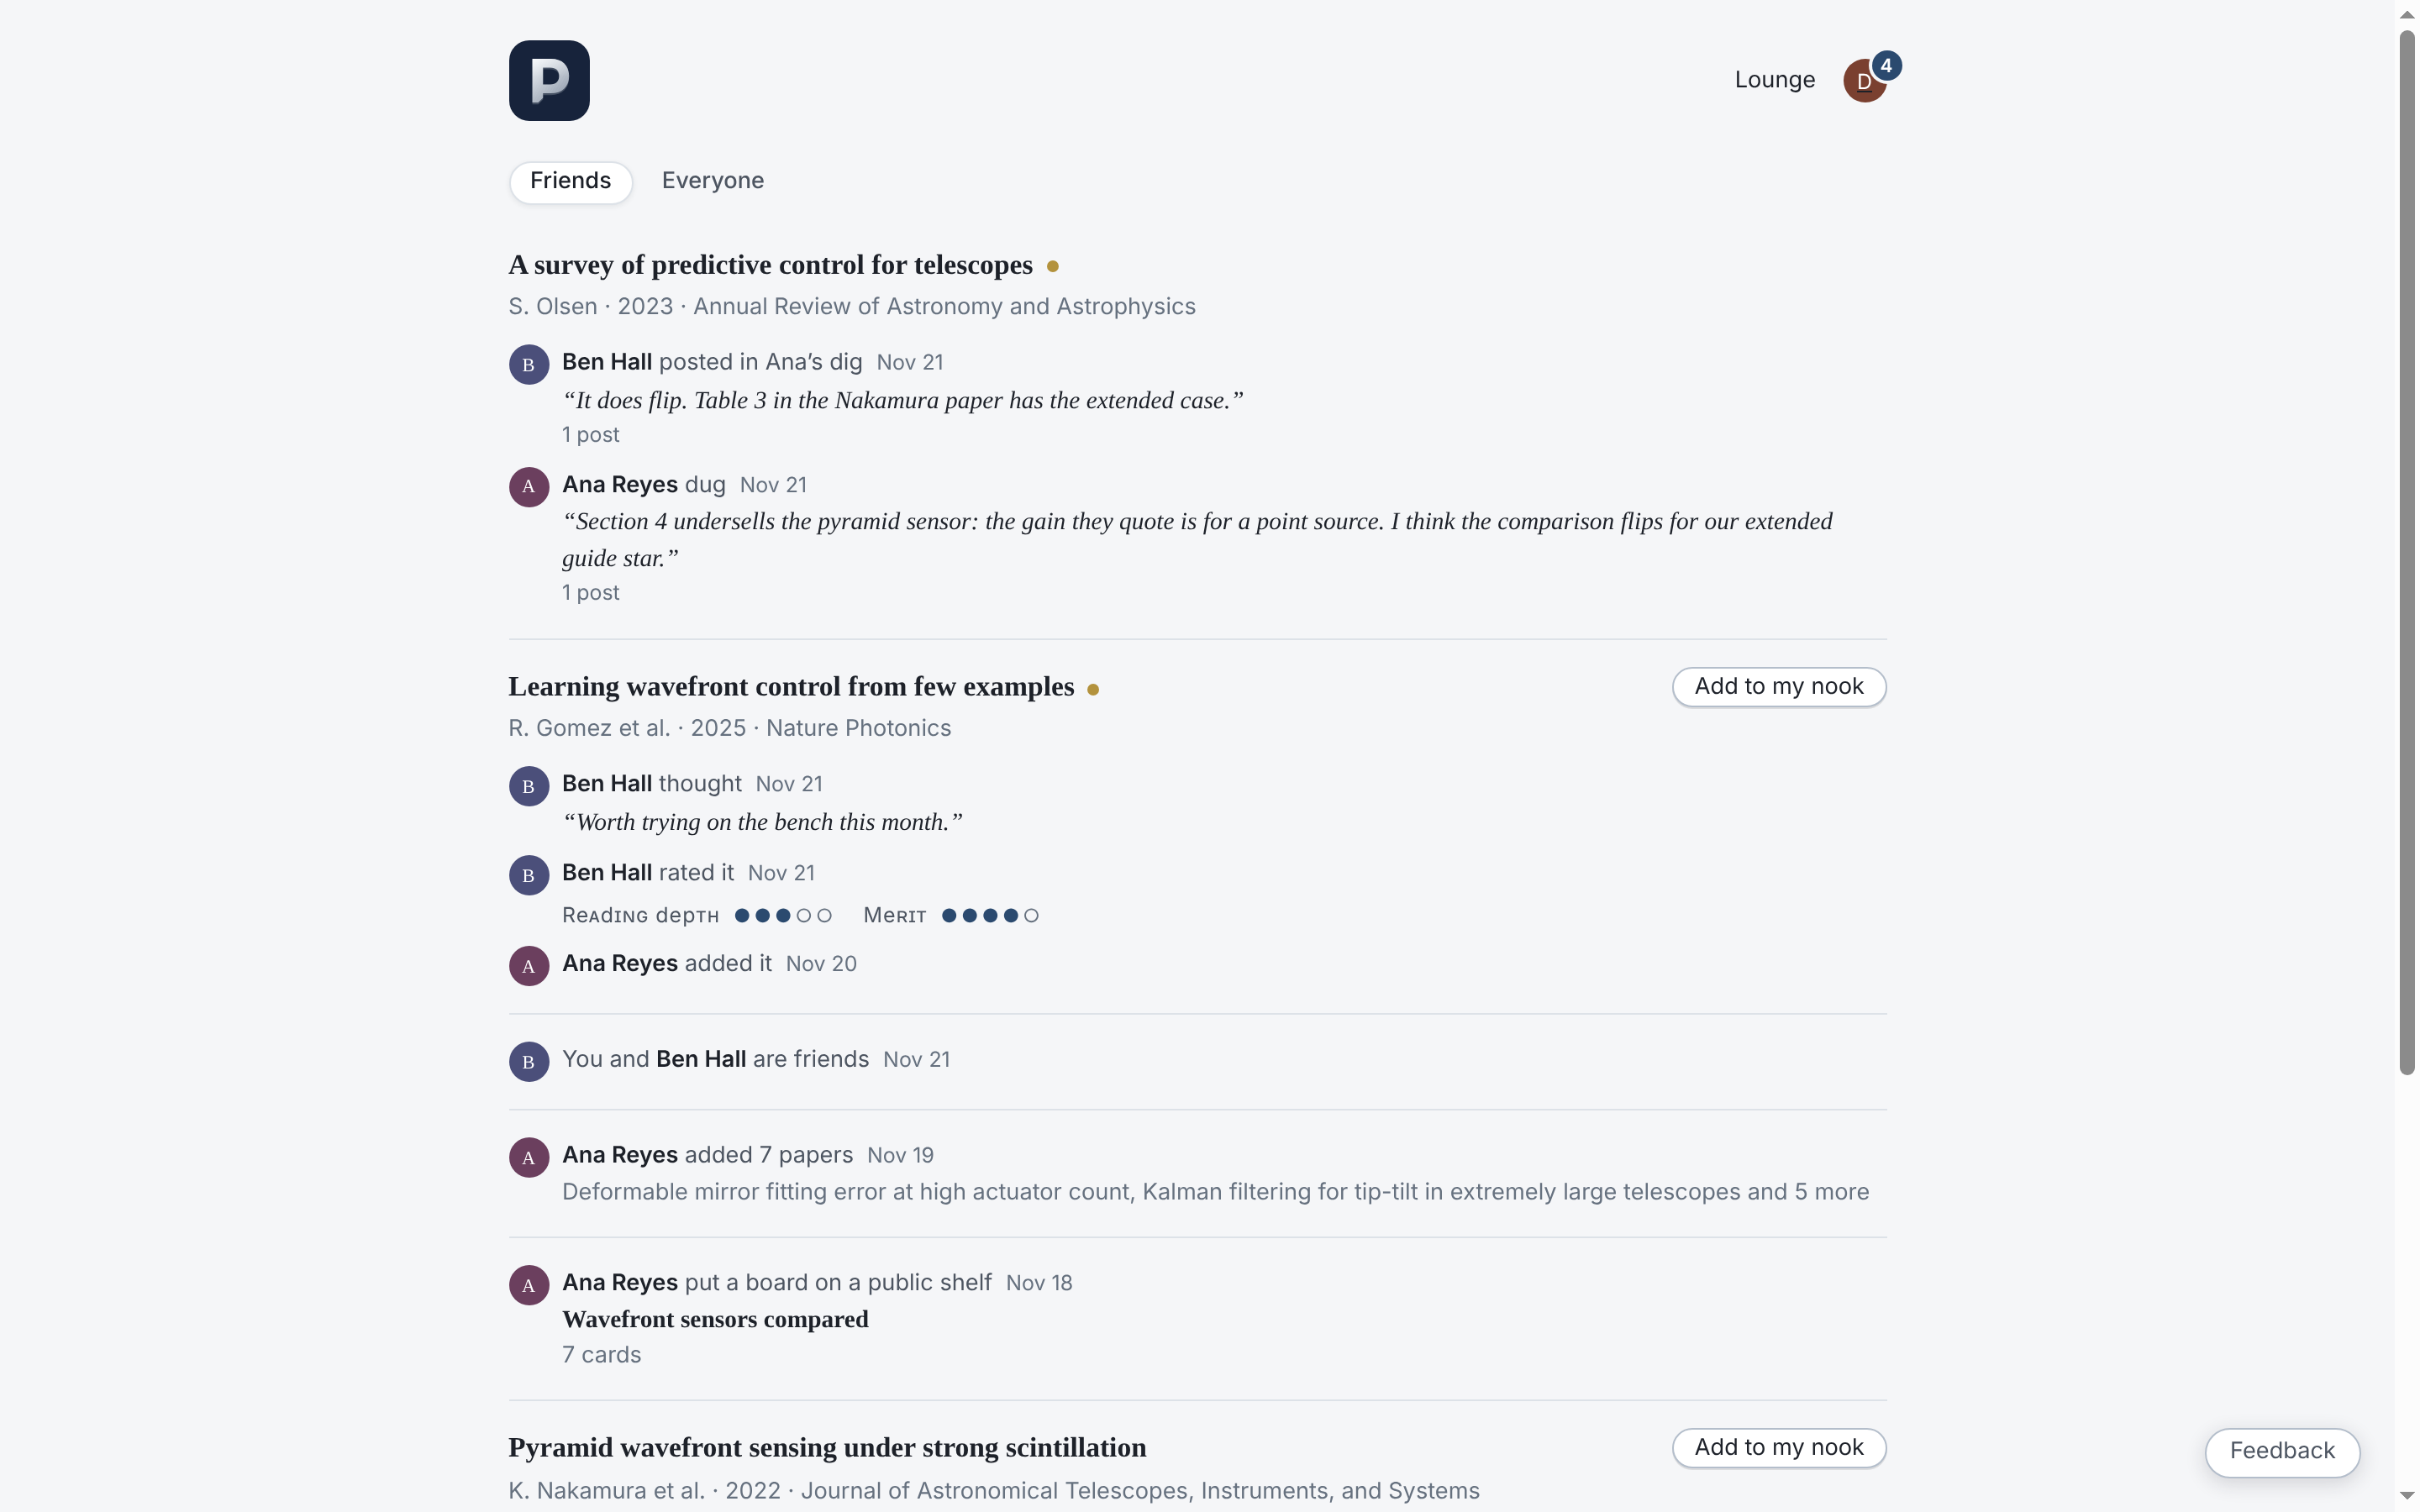 P
Lounge
D
4
Friends
Everyone
A survey of predictive control for telescopes
S. Olsen · 2023 · Annual Review of Astronomy and Astrophysics
B
Ben Hall posted in Ana’s dig Nov 21
“It does flip. Table 3 in the Nakamura paper has the extended case.”
1 post
A
Ana Reyes dug Nov 21
“Section 4 undersells the pyramid sensor: the gain they quote is for a point source. I think the comparison flips for our extended
guide star.”
1 post
Learning wavefront control from few examples
Add to my nook
R. Gomez et al. · 2025 · Nature Photonics
B
Ben Hall thought Nov 21
“Worth trying on the bench this month.”
B
Ben Hall rated it Nov 21
Reading depth
Merit
A
Ana Reyes added it Nov 20
B
You and Ben Hall are friends Nov 21
A
Ana Reyes added 7 papers Nov 19
Deformable mirror fitting error at high actuator count, Kalman filtering for tip-tilt in extremely large telescopes and 5 more
A
Ana Reyes put a board on a public shelf Nov 18
Wavefront sensors compared
7 cards
Pyramid wavefront sensing under strong scintillation
Add to my nook
K. Nakamura et al. · 2022 · Journal of Astronomical Telescopes, Instruments, and Systems
Feedback